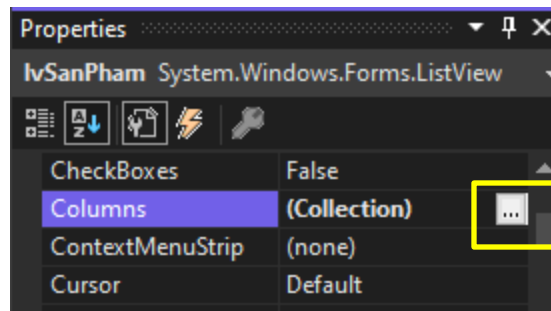 Properties
lvSanPham System.Windows.Forms.ListView
CheckBoxes False
Columns (Collection) ...
ContextMenuStrip (none)
Cursor Default